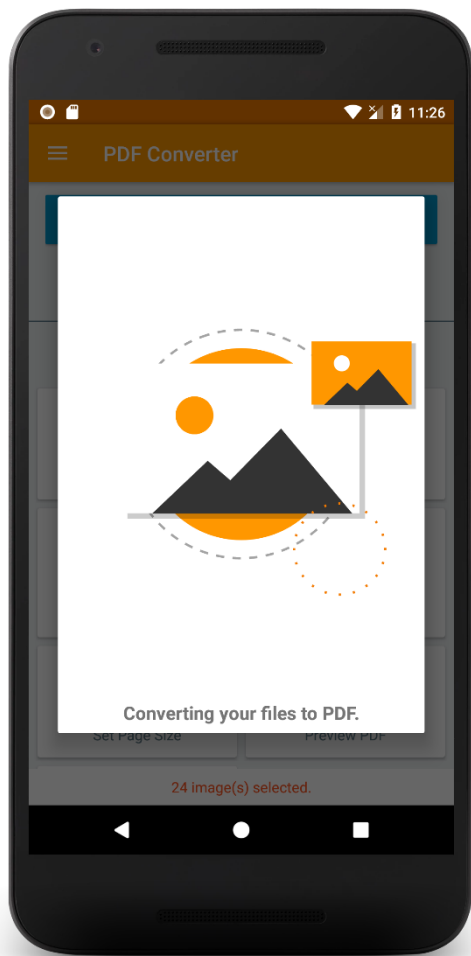 11:26
PDF Converter
Converting your files to PDF.
Set Page Size
Preview PDF
24 image(s) selected.